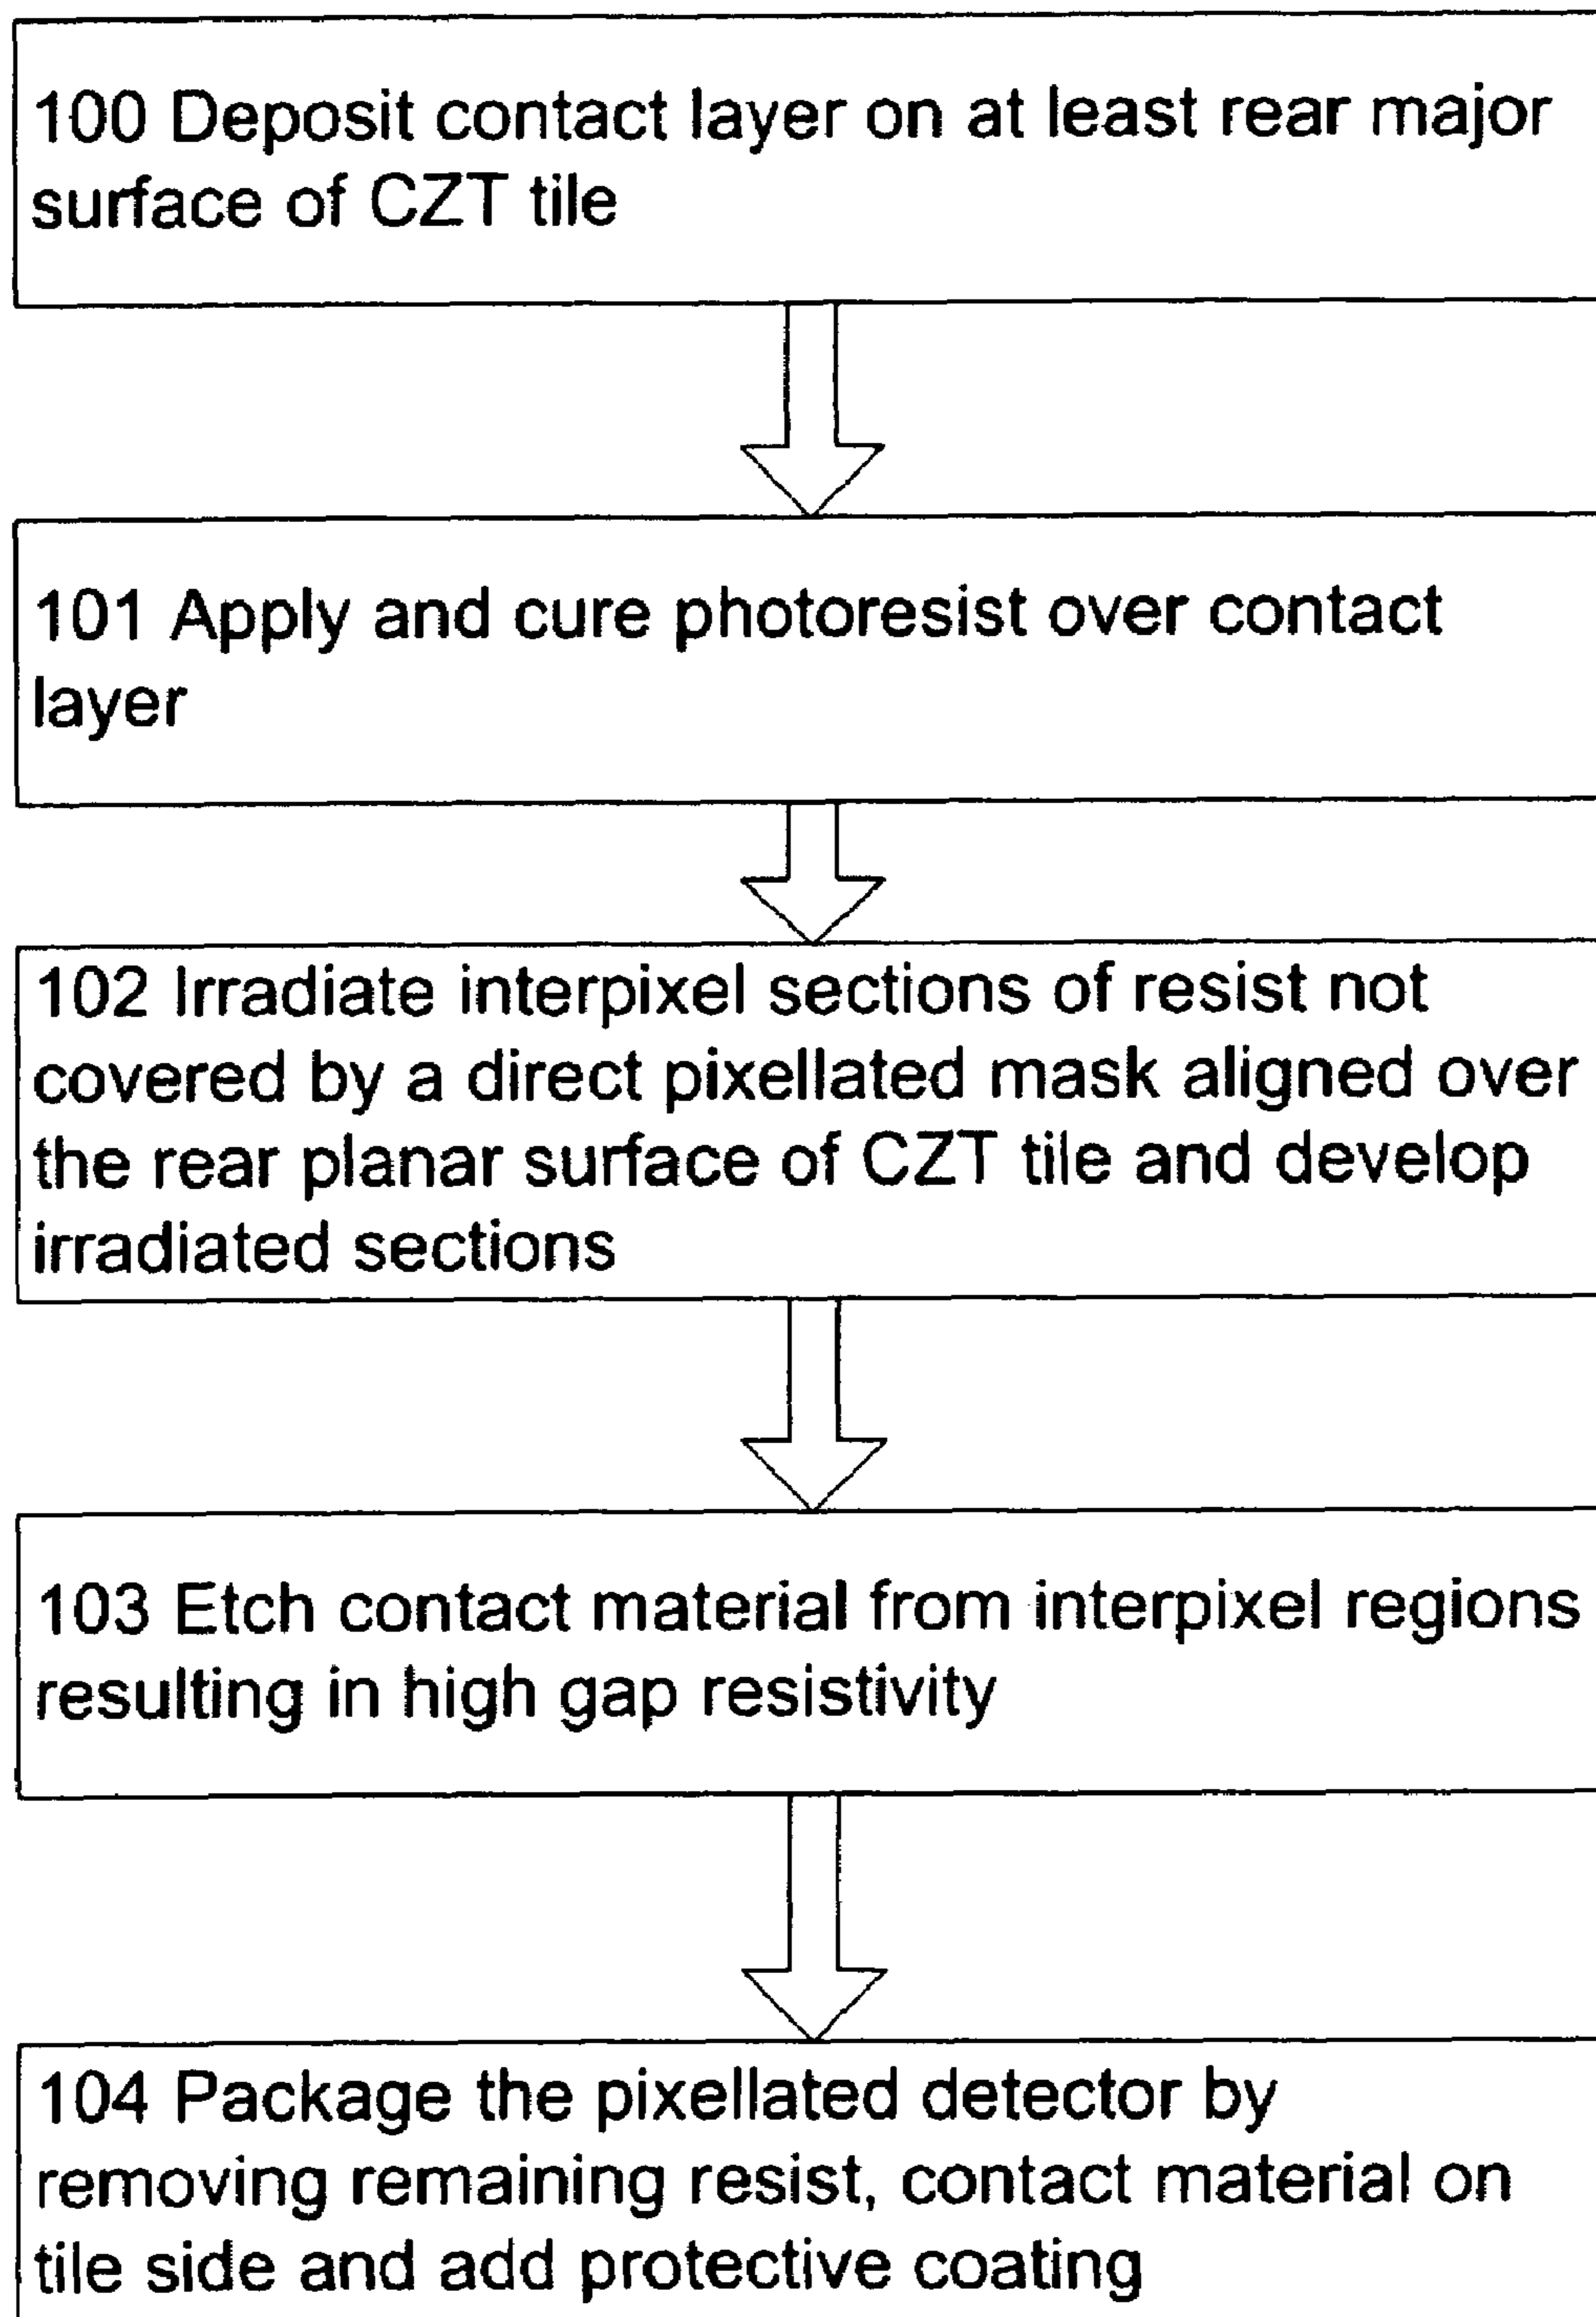 100 Deposit contact layer on at least rear major
surface of CZT tile
101 Apply and cure photoresist over contact
layer
102 Irradiate interpixel sections of resist not
covered by a direct pixellated mask aligned over
the rear planar surface of CZT tile and develop
irradiated sections
103 Etch contact material from interpixel regions
resulting in high gap resistivity
104 Package the pixellated detector by
removing remaining resist, contact material on
tile side and add protective coating